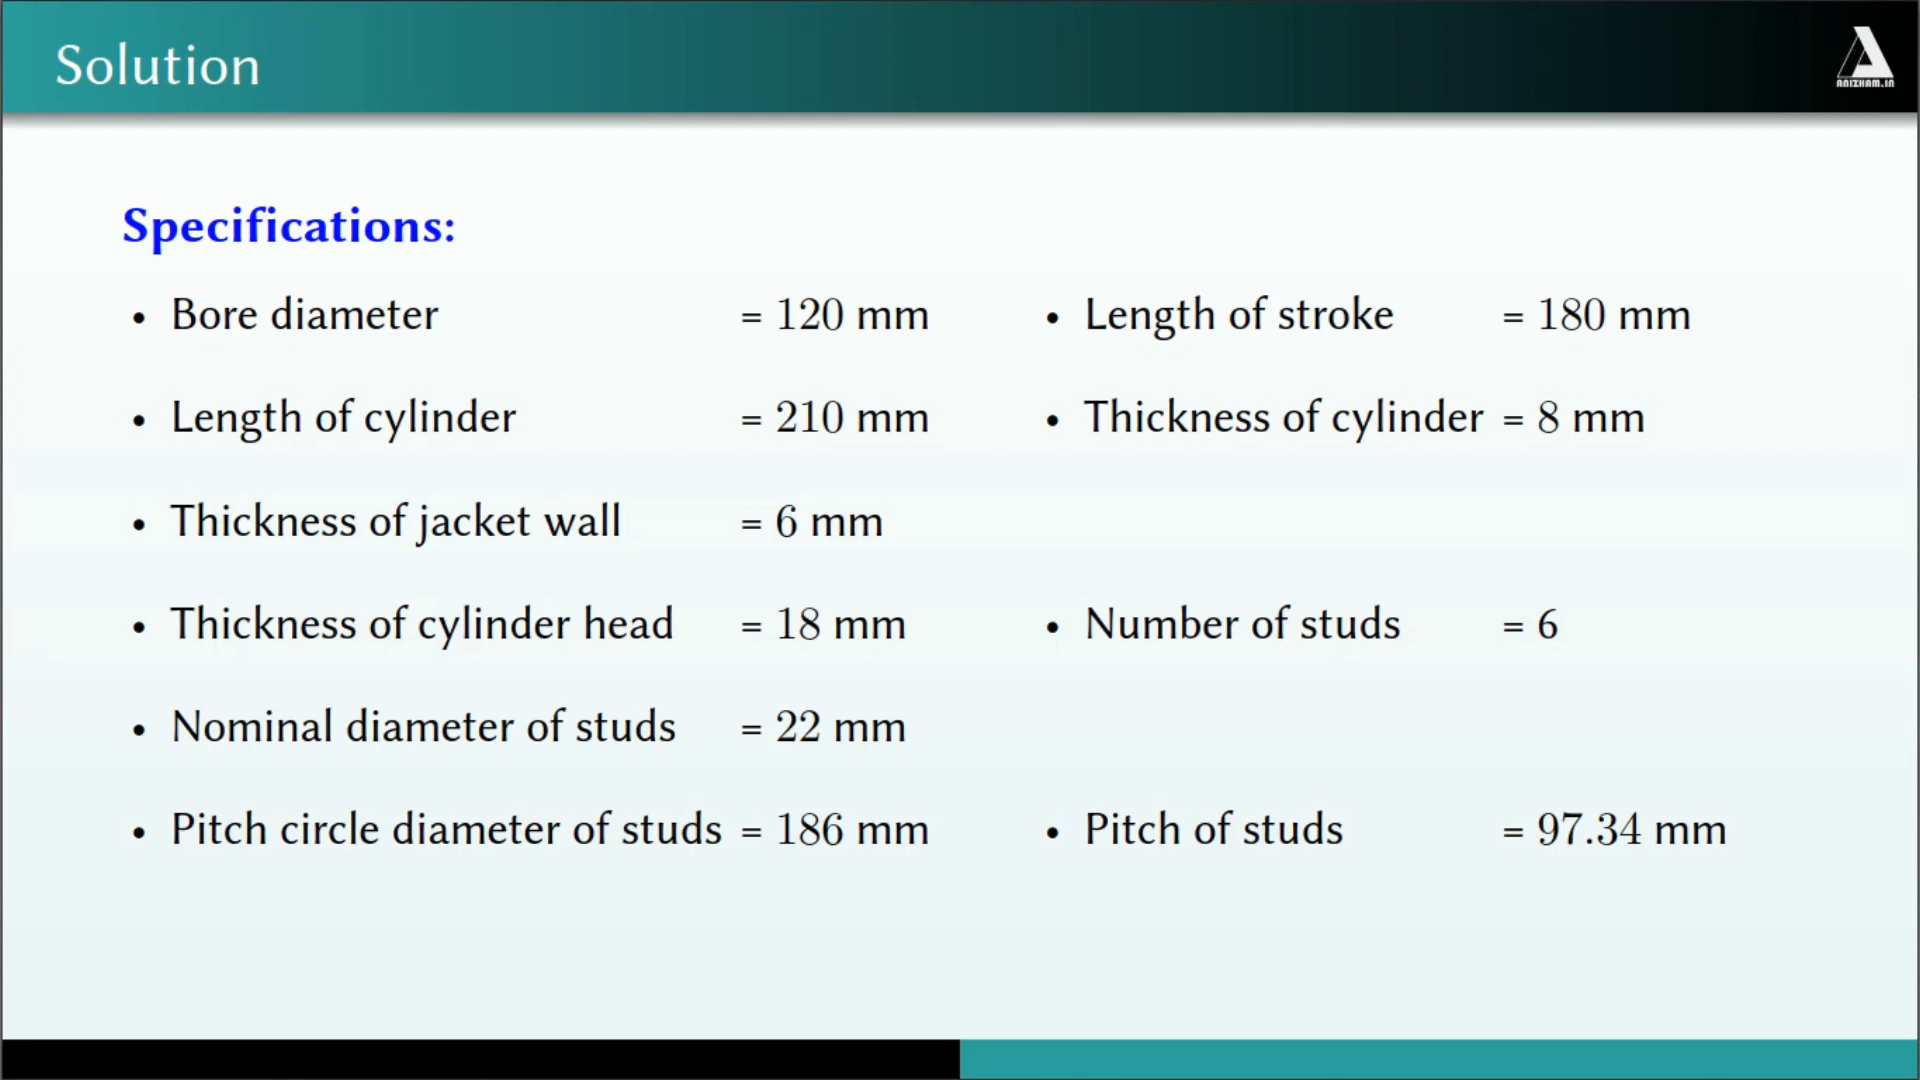 Solution
ANIZHAM.IN
Specifications:
• Bore diameter = 120 mm • Length of stroke = 180 mm
• Length of cylinder = 210 mm • Thickness of cylinder = 8 mm
• Thickness of jacket wall = 6 mm
• Thickness of cylinder head = 18 mm • Number of studs = 6
• Nominal diameter of studs = 22 mm
• Pitch circle diameter of studs = 186 mm • Pitch of studs = 97.34 mm